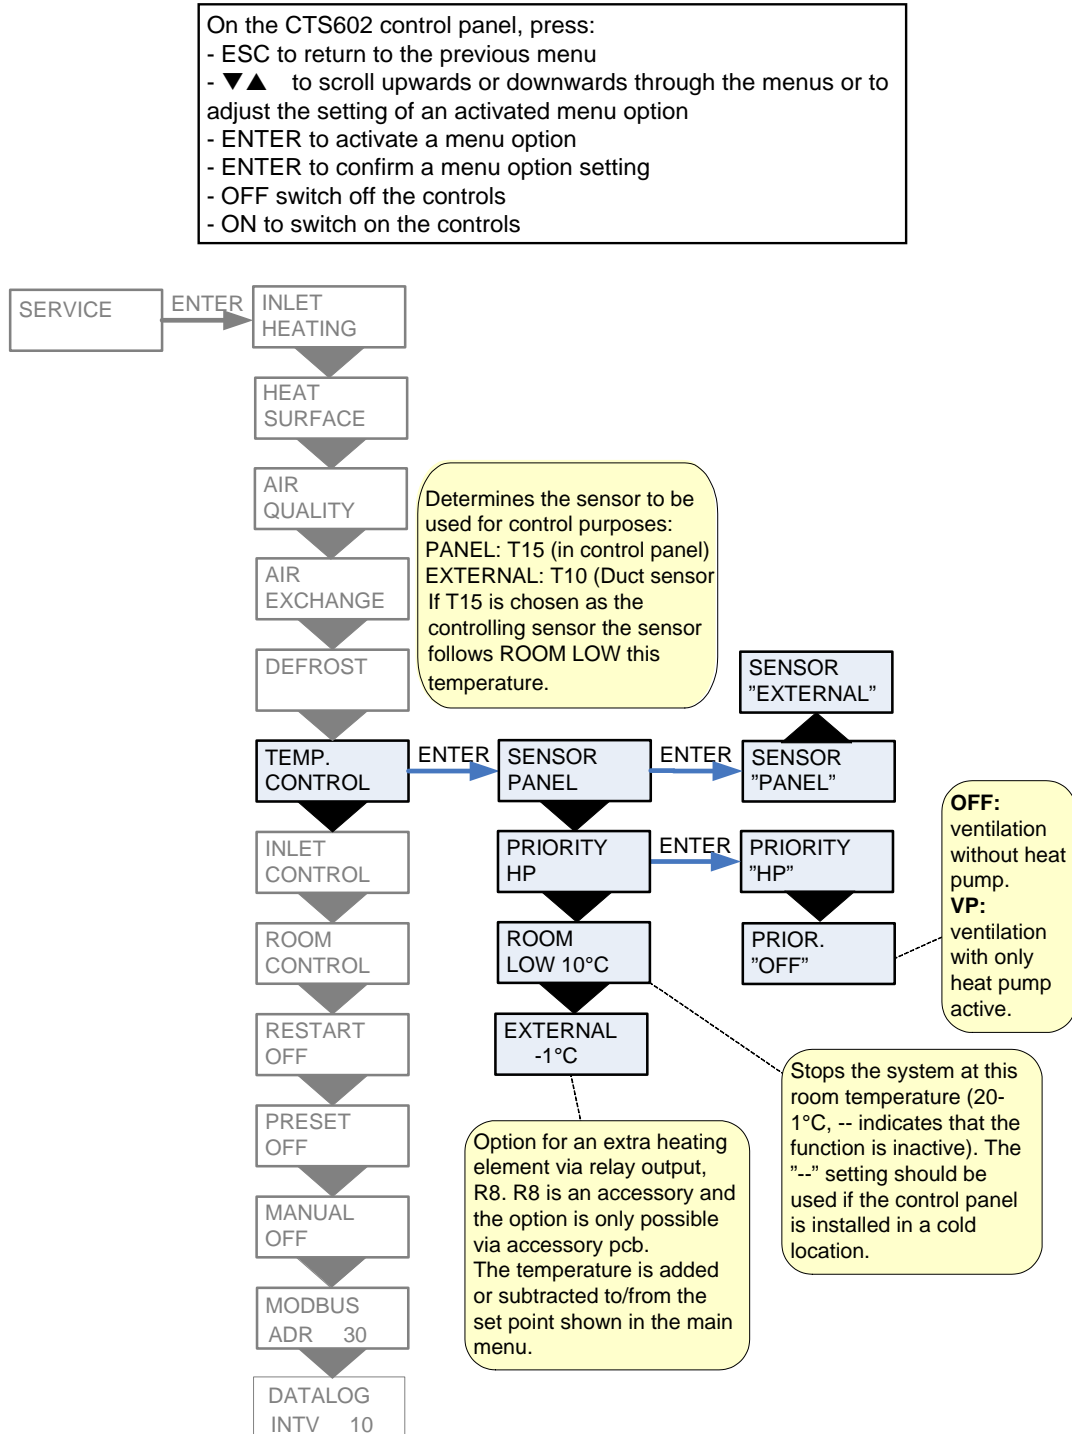 On the CTS602 control panel, press:
- ESC to return to the previous menu
- ▼▲ to scroll upwards or downwards through the menus or to
adjust the setting of an activated menu option
- ENTER to activate a menu option
- ENTER to confirm a menu option setting
- OFF switch off the controls
- ON to switch on the controls
SERVICE
ENTER
INLET
HEATING
HEAT
SURFACE
AIR
QUALITY
AIR
EXCHANGE
DEFROST
Determines the sensor to be
used for control purposes:
PANEL: T15 (in control panel)
EXTERNAL: T10 (Duct sensor
If T15 is chosen as the
controlling sensor the sensor
follows ROOM LOW this
temperature.
SENSOR
”EXTERNAL”
TEMP.
CONTROL
ENTER
SENSOR
PANEL
ENTER
SENSOR
”PANEL”
INLET
CONTROL
PRIORITY
HP
ENTER
PRIORITY
”HP”
OFF:
ventilation
without heat
pump.
VP:
ventilation
with only
heat pump
active.
ROOM
CONTROL
ROOM
LOW 10°C
PRIOR.
”OFF”
RESTART
OFF
EXTERNAL
-1°C
Stops the system at this
room temperature (20-
1°C, -- indicates that the
function is inactive). The
”--” setting should be
used if the control panel
is installed in a cold
location.
PRESET
OFF
Option for an extra heating
element via relay output,
R8. R8 is an accessory and
the option is only possible
via accessory pcb.
The temperature is added
or subtracted to/from the
set point shown in the main
menu.
MANUAL
OFF
MODBUS
ADR 30
DATALOG
INTV 10